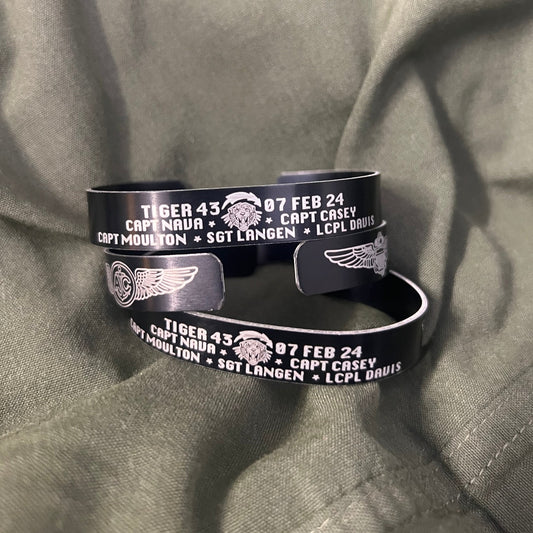 TIGER 43 07 FEB 24
CAPT NAVA ★ CAPT CASEY
CAPT MOULTON ★ SGT LANGEN ★ LCPL DAVIS
AC
TIGER 43 07 FEB 24
CAPT NAVA ★ CAPT CASEY
CAPT MOULTON ★ SGT LANGEN ★ LCPL DAVIS